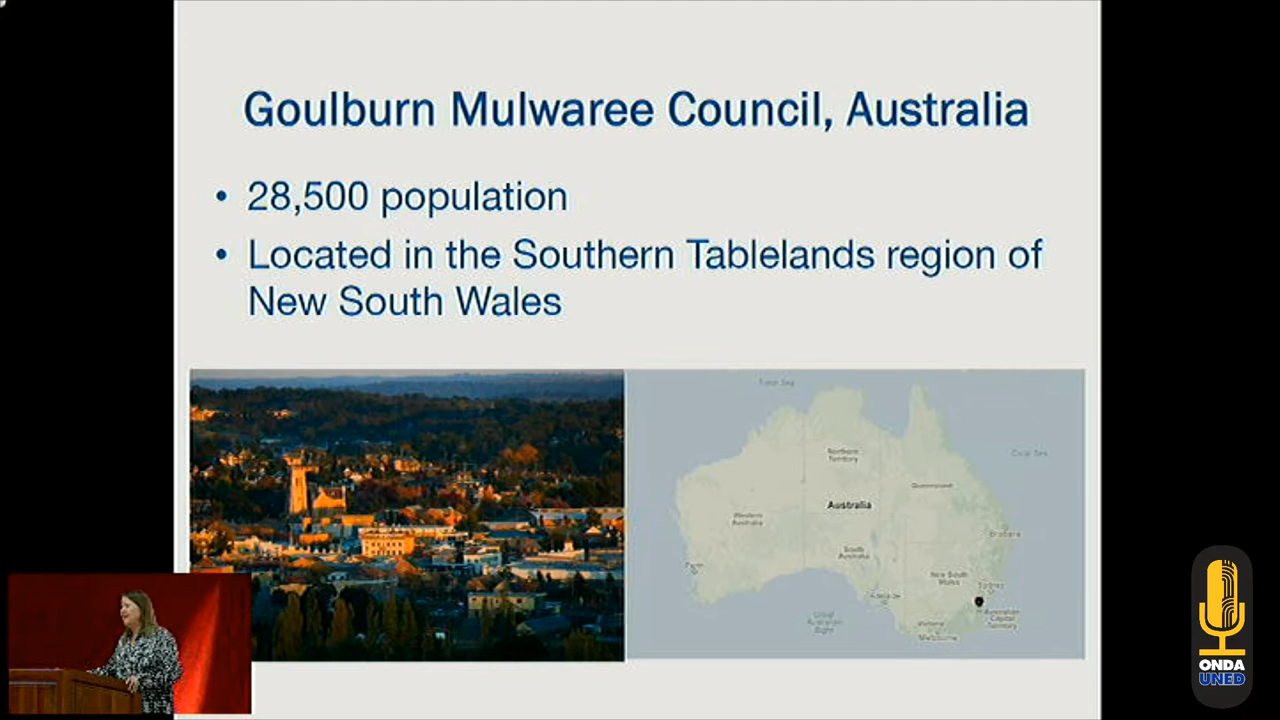 Goulburn Mulwaree Council, Australia
• 28,500 population
• Located in the Southern Tablelands region of
New South Wales
Coral Sea
Northern
Territory
Queensland
Australia
Western
Australia
Brisbane
South
Australia
New South
Wales
Sydney
Perth
Adelaide
Australian
Capital
Territory
Great
Australian
Bight
Victoria
Melbourne
ONDA
UNED